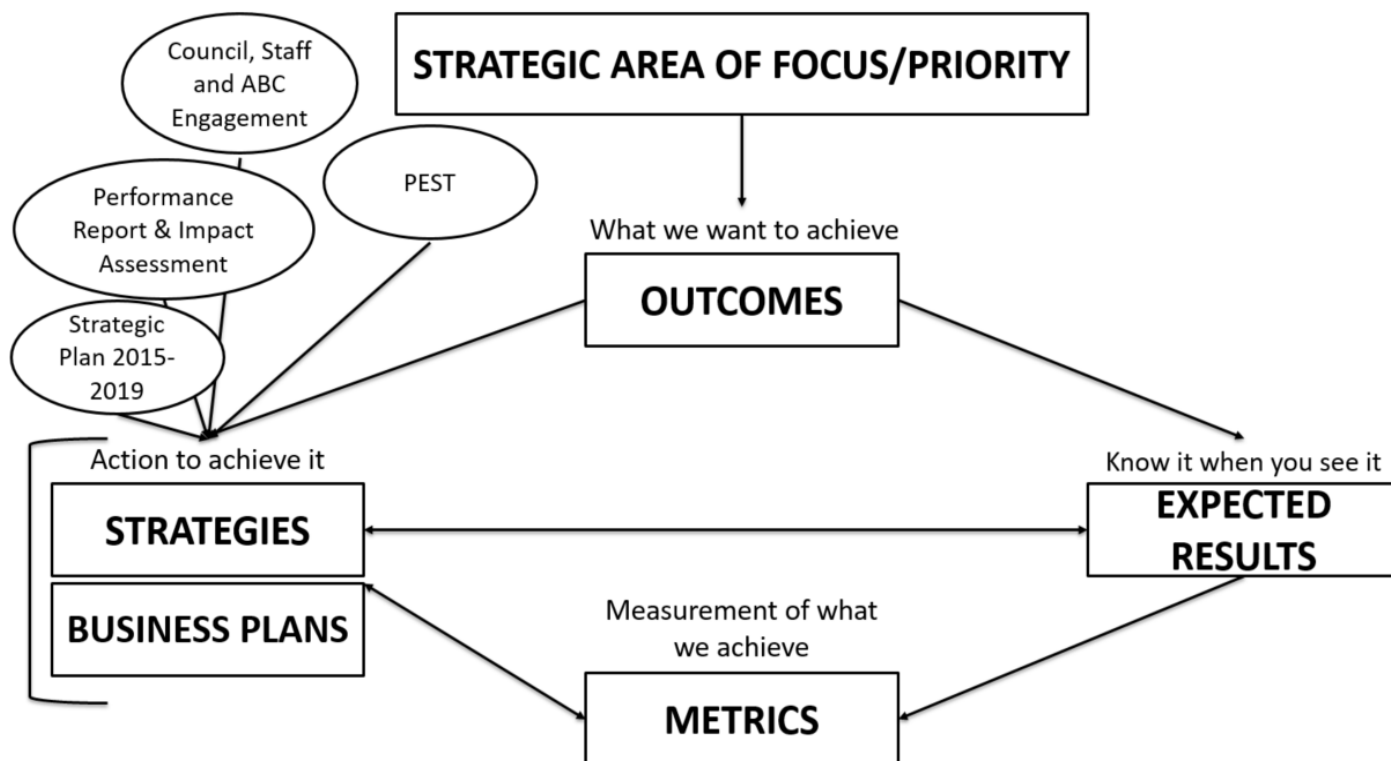 Council, Staff
and ABC
Engagement
STRATEGIC AREA OF FOCUS/PRIORITY
PEST
Performance
Report & Impact
Assessment
What we want to achieve
OUTCOMES
Strategic
Plan 2015-
2019
Action to achieve it
STRATEGIES
BUSINESS PLANS
Know it when you see it
EXPECTED
RESULTS
Measurement of what
we achieve
METRICS